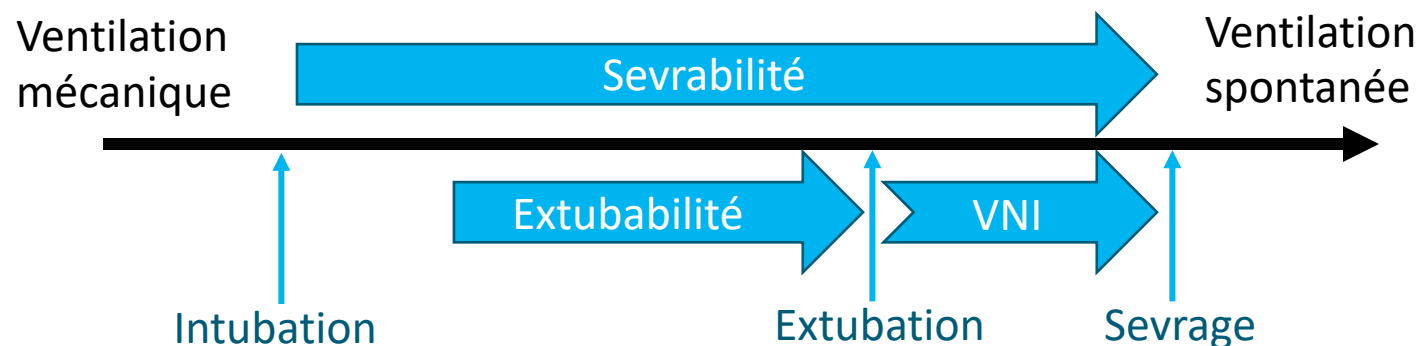 Ventilation
mécanique
Sevrabilité
Ventilation
spontanée
Extubabilité
VNI
Intubation
Extubation
Sevrage